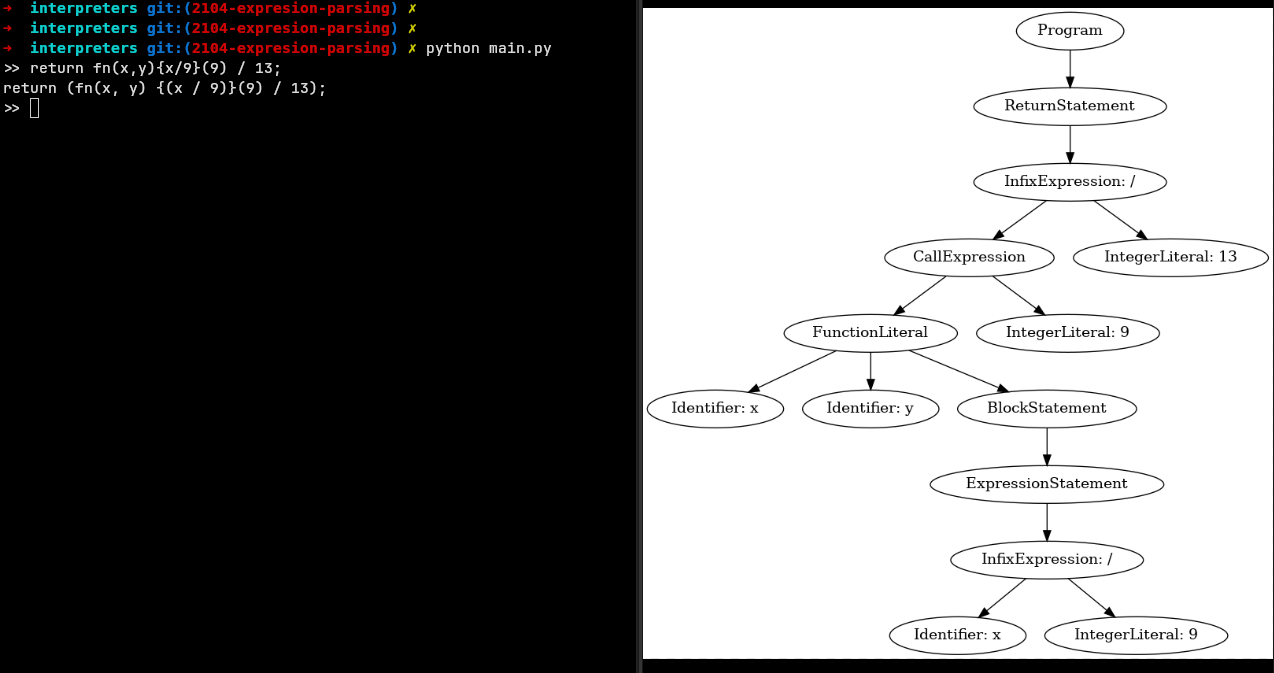 ➜  interpreters git:(2104-expresion-parsing) ✗
➜  interpreters git:(2104-expresion-parsing) ✗
➜  interpreters git:(2104-expresion-parsing) ✗ python main.py
>> return fn(x,y){x/9}(9) / 13;
return (fn(x, y) {(x / 9)}(9) / 13);
>>
Program
ReturnStatement
InfixExpression: /
CallExpression
IntegerLiteral: 13
FunctionLiteral
IntegerLiteral: 9
Identifier: x
Identifier: y
BlockStatement
ExpressionStatement
InfixExpression: /
Identifier: x
IntegerLiteral: 9